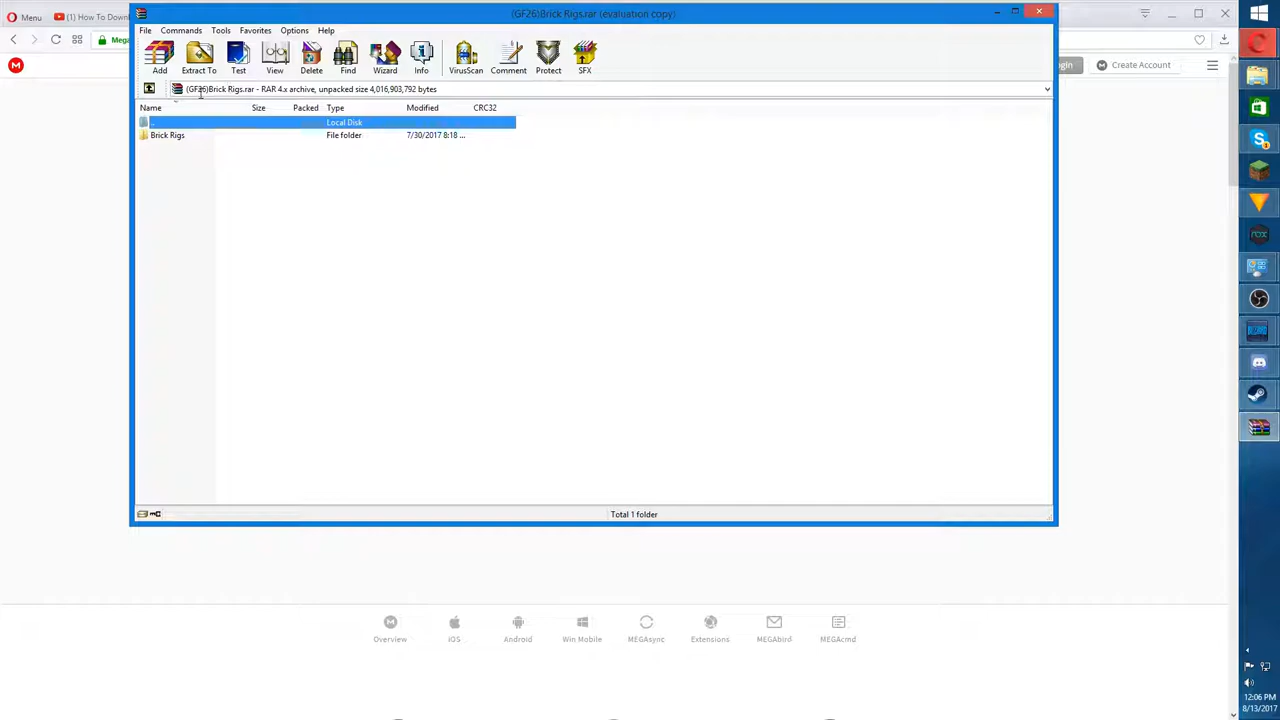 (GF26)Brick Rigs.rar (evaluation copy)
Menu
(1) How To Down
File Commands Tools Favorites Options Help
Add Extract To Test View Delete Find Wizard Info VirusScan Comment Protect SFX
Create Account
(GF26)Brick Rigs.rar - RAR 4.x archive, unpacked size 4,016,903,792 bytes
Name Size Packed Type Modified CRC32
.. Local Disk
Brick Rigs File folder 7/30/2017 8:18 ...
Total 1 folder
Overview iOS Android Win Mobile MEGAsync Extensions MEGAbird MEGAcmd
12:06 PM
8/13/2017